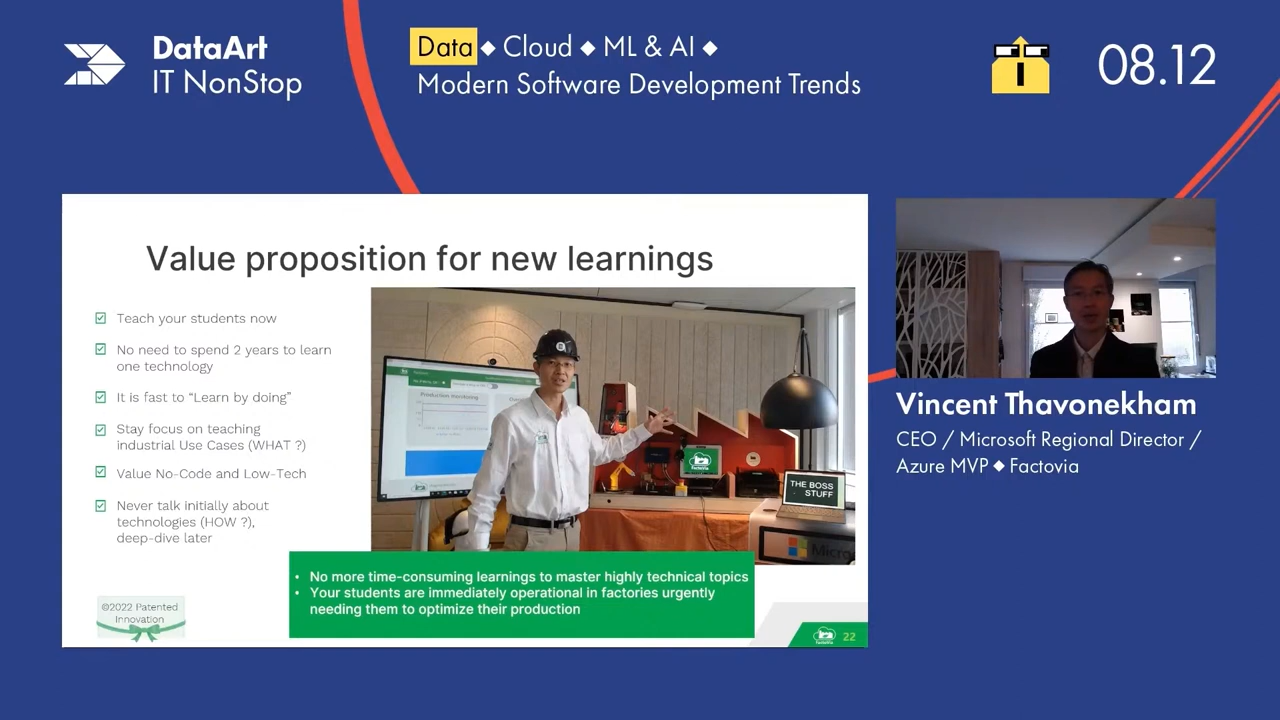 DataArt
IT NonStop
Data ◆ Cloud ◆ ML & AI ◆
Modern Software Development Trends
08.12
Value proposition for new learnings
Teach your students now
No need to spend 2 years to learn
one technology
It is fast to “Learn by doing”
Stay focus on teaching
industrial Use Cases (WHAT ?)
Value No-Code and Low-Tech
Never talk initially about
technologies (HOW ?),
deep-dive later
Production monitoring
Factovia
THE BOSS
STUFF
• No more time-consuming learnings to master highly technical topics
• Your students are immediately operational in factories urgently
needing them to optimize their production
©2022 Patented
Innovation
Factovia
22
Vincent Thavonekham
CEO / Microsoft Regional Director /
Azure MVP ◆ Factovia